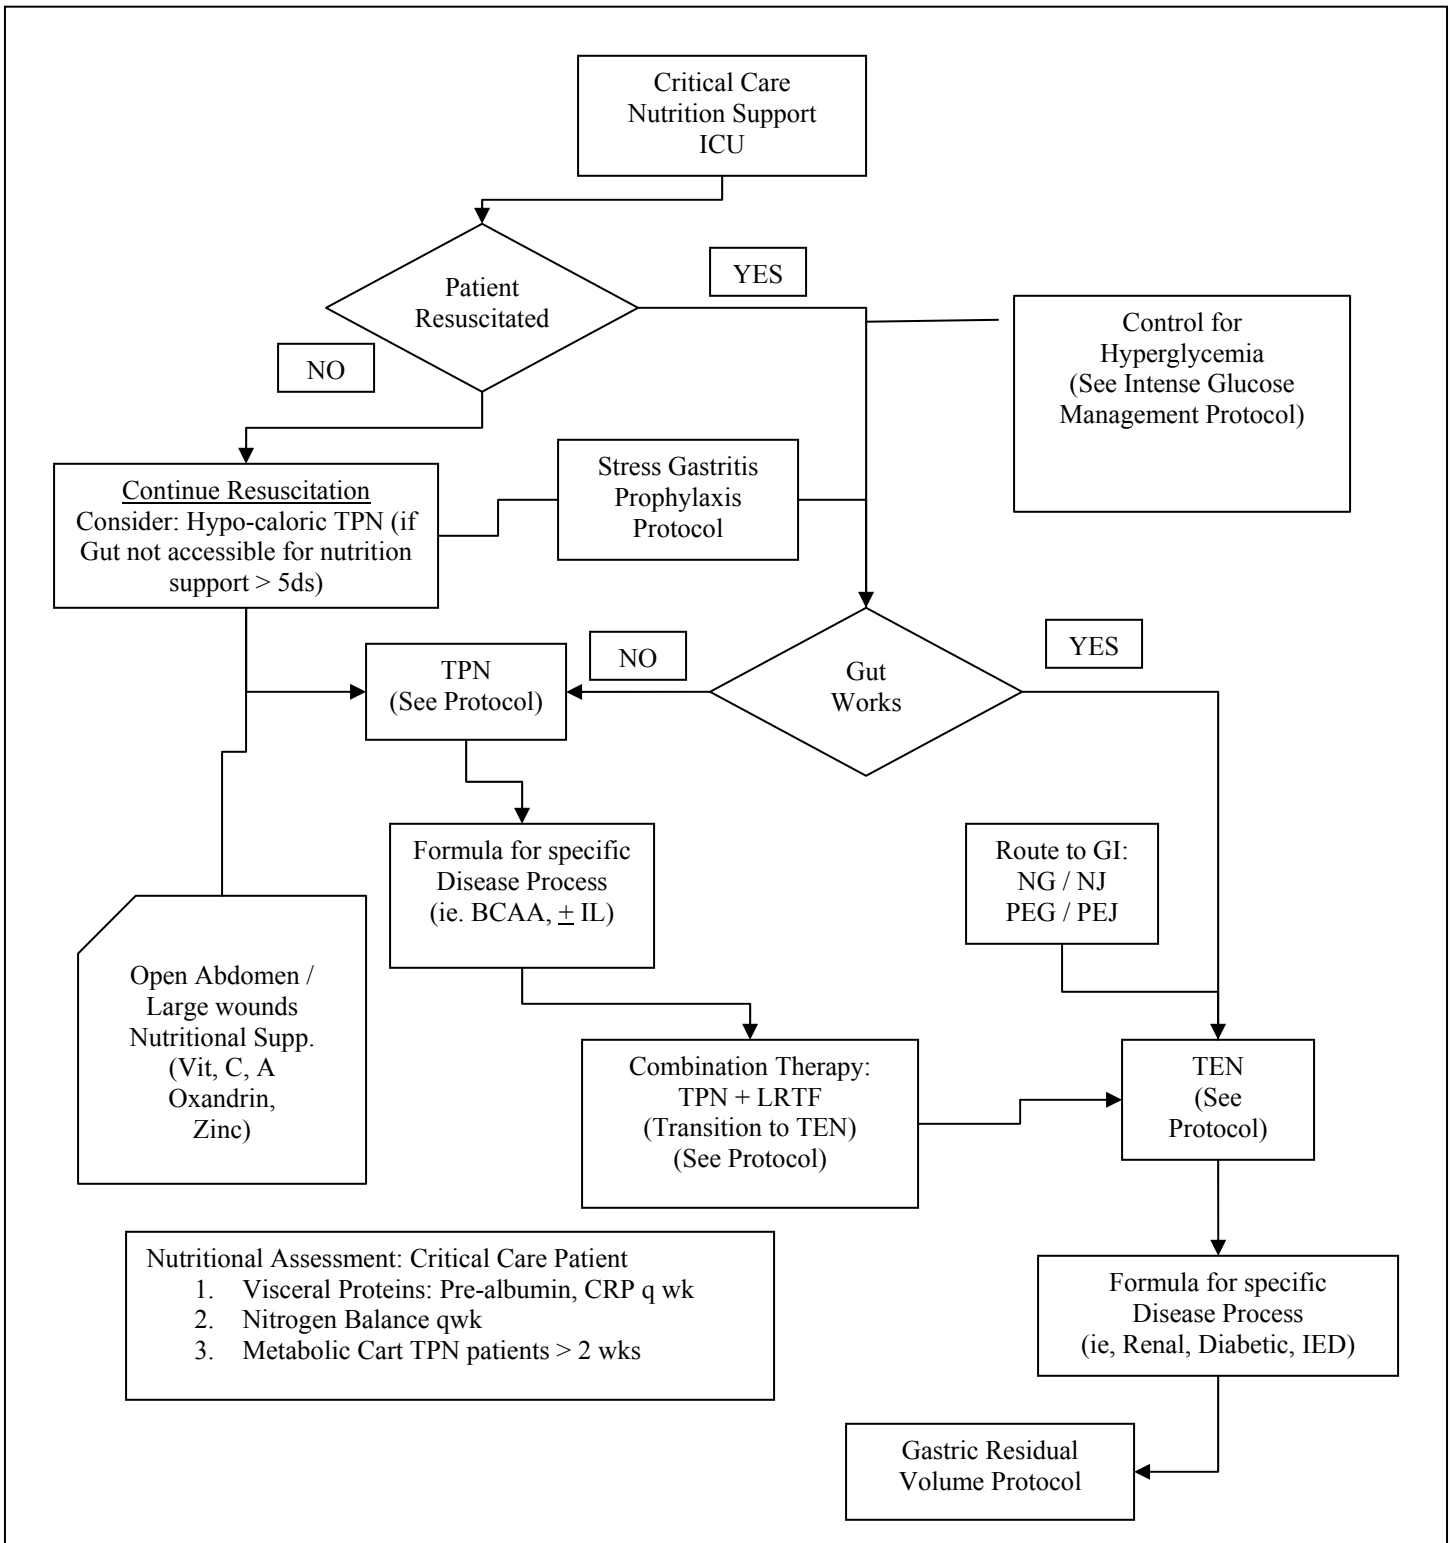 Critical Care
Nutrition Support
ICU
Patient
Resuscitated
YES
NO
Control for
Hyperglycemia
(See Intense Glucose
Management Protocol)
Continue Resuscitation
Consider: Hypo-caloric TPN (if
Gut not accessible for nutrition
support > 5ds)
Stress Gastritis
Prophylaxis
Protocol
TPN
(See Protocol)
NO
Gut
Works
YES
Formula for specific
Disease Process
(ie. BCAA, ± IL)
Route to GI:
NG / NJ
PEG / PEJ
Open Abdomen /
Large wounds
Nutritional Supp.
(Vit, C, A
Oxandrin,
Zinc)
Combination Therapy:
TPN + LRTF
(Transition to TEN)
(See Protocol)
TEN
(See
Protocol)
Nutritional Assessment: Critical Care Patient
1. Visceral Proteins: Pre-albumin, CRP q wk
2. Nitrogen Balance qwk
3. Metabolic Cart TPN patients > 2 wks
Formula for specific
Disease Process
(ie, Renal, Diabetic, IED)
Gastric Residual
Volume Protocol